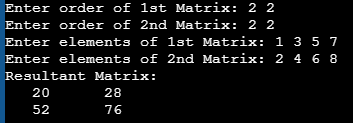 Enter order of 1st Matrix: 2 2
Enter order of 2nd Matrix: 2 2
Enter elements of 1st Matrix: 1 3 5 7
Enter elements of 2nd Matrix: 2 4 6 8
Resultant Matrix:
20 28
52 76